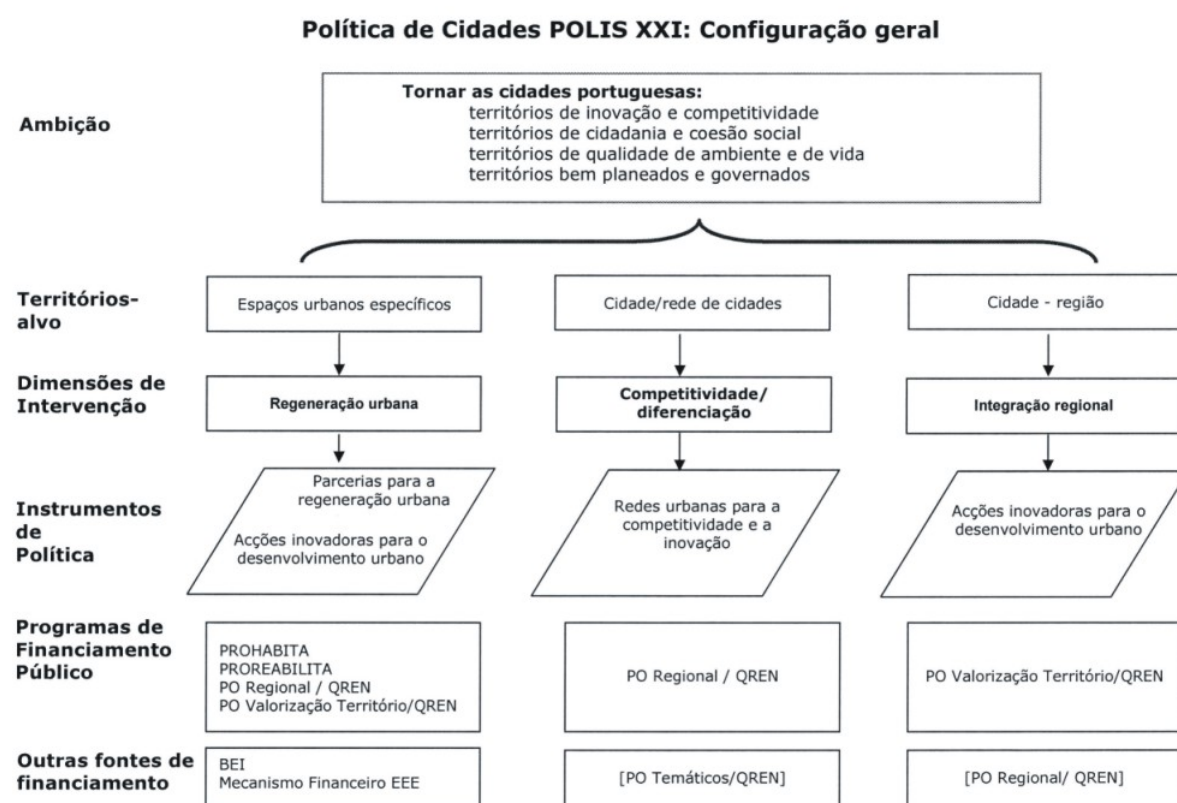 Política de Cidades POLIS XXI: Configuração geral
Ambição
Tornar as cidades portuguesas:
territórios de inovação e competitividade
territórios de cidadania e coesão social
territórios de qualidade de ambiente e de vida
territórios bem planeados e governados
Territórios-
alvo
Espaços urbanos específicos
Cidade/rede de cidades
Cidade - região
Dimensões de
Intervenção
Regeneração urbana
Competitividade/
diferenciação
Integração regional
Instrumentos
de
Política
Parcerias para a
regeneração urbana
Acções inovadoras para o
desenvolvimento urbano
Redes urbanas para a
competitividade e a
inovação
Acções inovadoras para o
desenvolvimento urbano
Programas de
Financiamento
Público
PROHABITA
PROREABILITA
PO Regional / QREN
PO Valorização Território/QREN
PO Regional / QREN
PO Valorização Território/QREN
Outras fontes de
financiamento
BEI
Mecanismo Financeiro EEE
[PO Temáticos/QREN]
[PO Regional/ QREN]